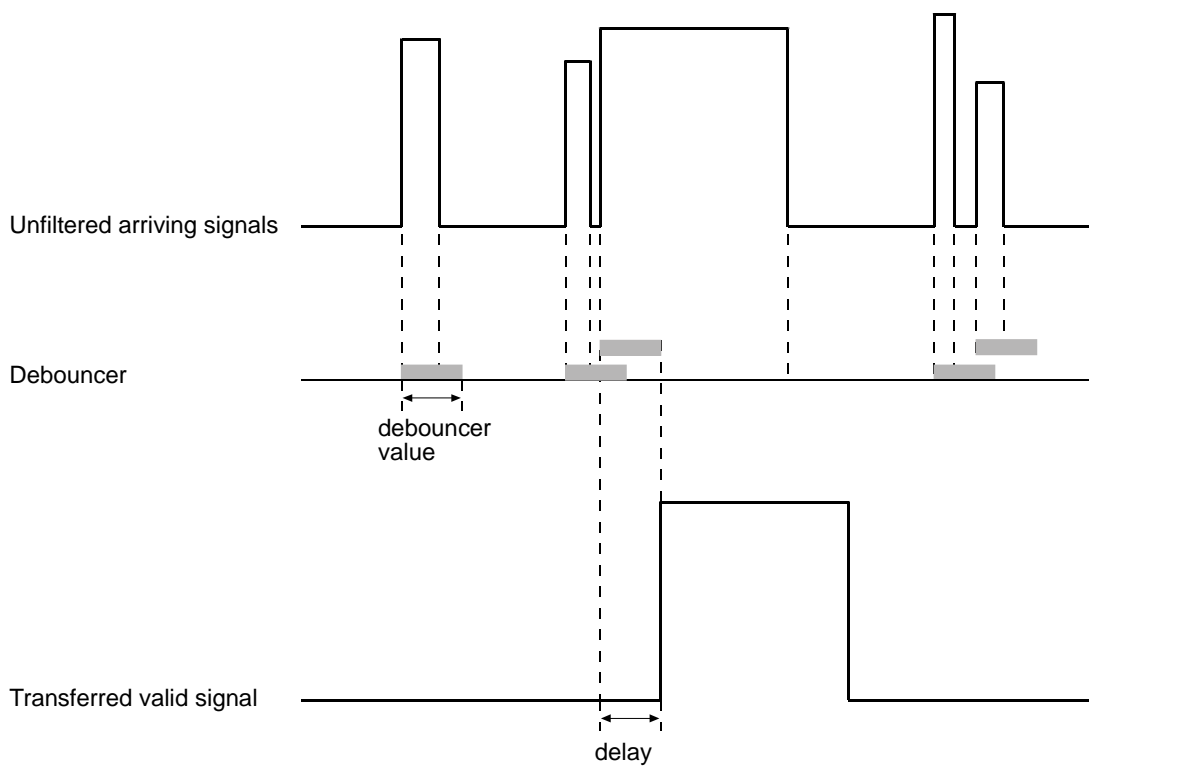 Unfiltered arriving signals
Debouncer
debouncer
value
Transferred valid signal
delay